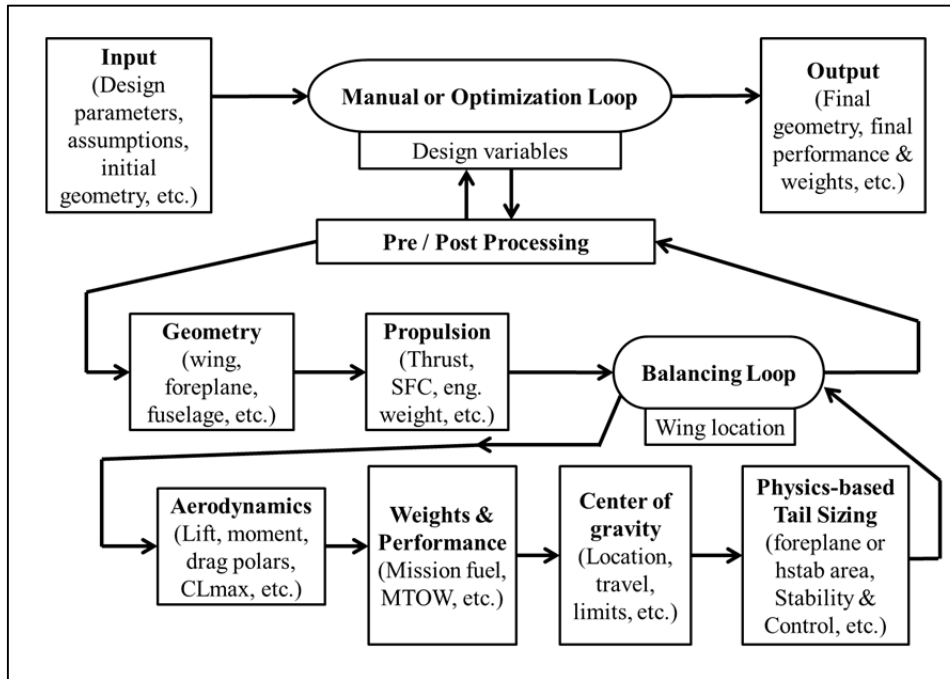 Input
(Design
parameters,
assumptions,
initial
geometry, etc.)
Manual or Optimization Loop
Design variables
Output
(Final
geometry, final
performance &
weights, etc.)
Pre / Post Processing
Geometry
(wing,
foreplane,
fuselage, etc.)
Propulsion
(Thrust,
SFC, eng.
weight, etc.)
Balancing Loop
Wing location
Aerodynamics
(Lift, moment,
drag polars,
CLmax, etc.)
Weights &
Performance
(Mission fuel,
MTOW, etc.)
Center of
gravity
(Location,
travel,
limits, etc.)
Physics-based
Tail Sizing
(foreplane or
hstab area,
Stability &
Control, etc.)